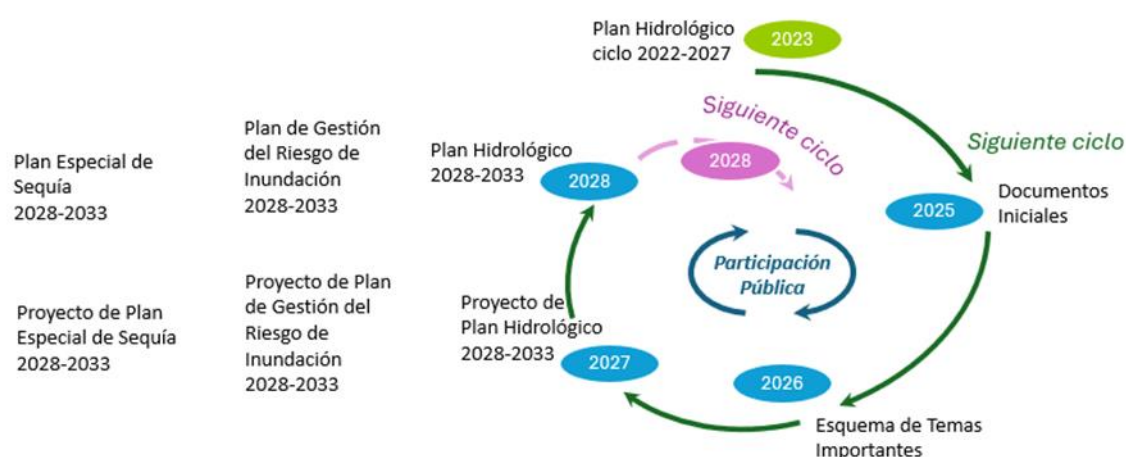 Plan Hidrológico
ciclo 2022-2027
2023
Siguiente ciclo
Siguiente ciclo
Plan Especial de
Sequía
2028-2033
Plan de Gestión
del Riesgo de
Inundación
2028-2033
Plan Hidrológico
2028-2033
2028
2028
2025
Documentos
Iniciales
Participación
Pública
Proyecto de Plan
Especial de Sequía
2028-2033
Proyecto de Plan
de Gestión del
Riesgo de
Inundación
2028-2033
Proyecto de
Plan Hidrológico
2028-2033
2027
2026
Esquema de Temas
Importantes